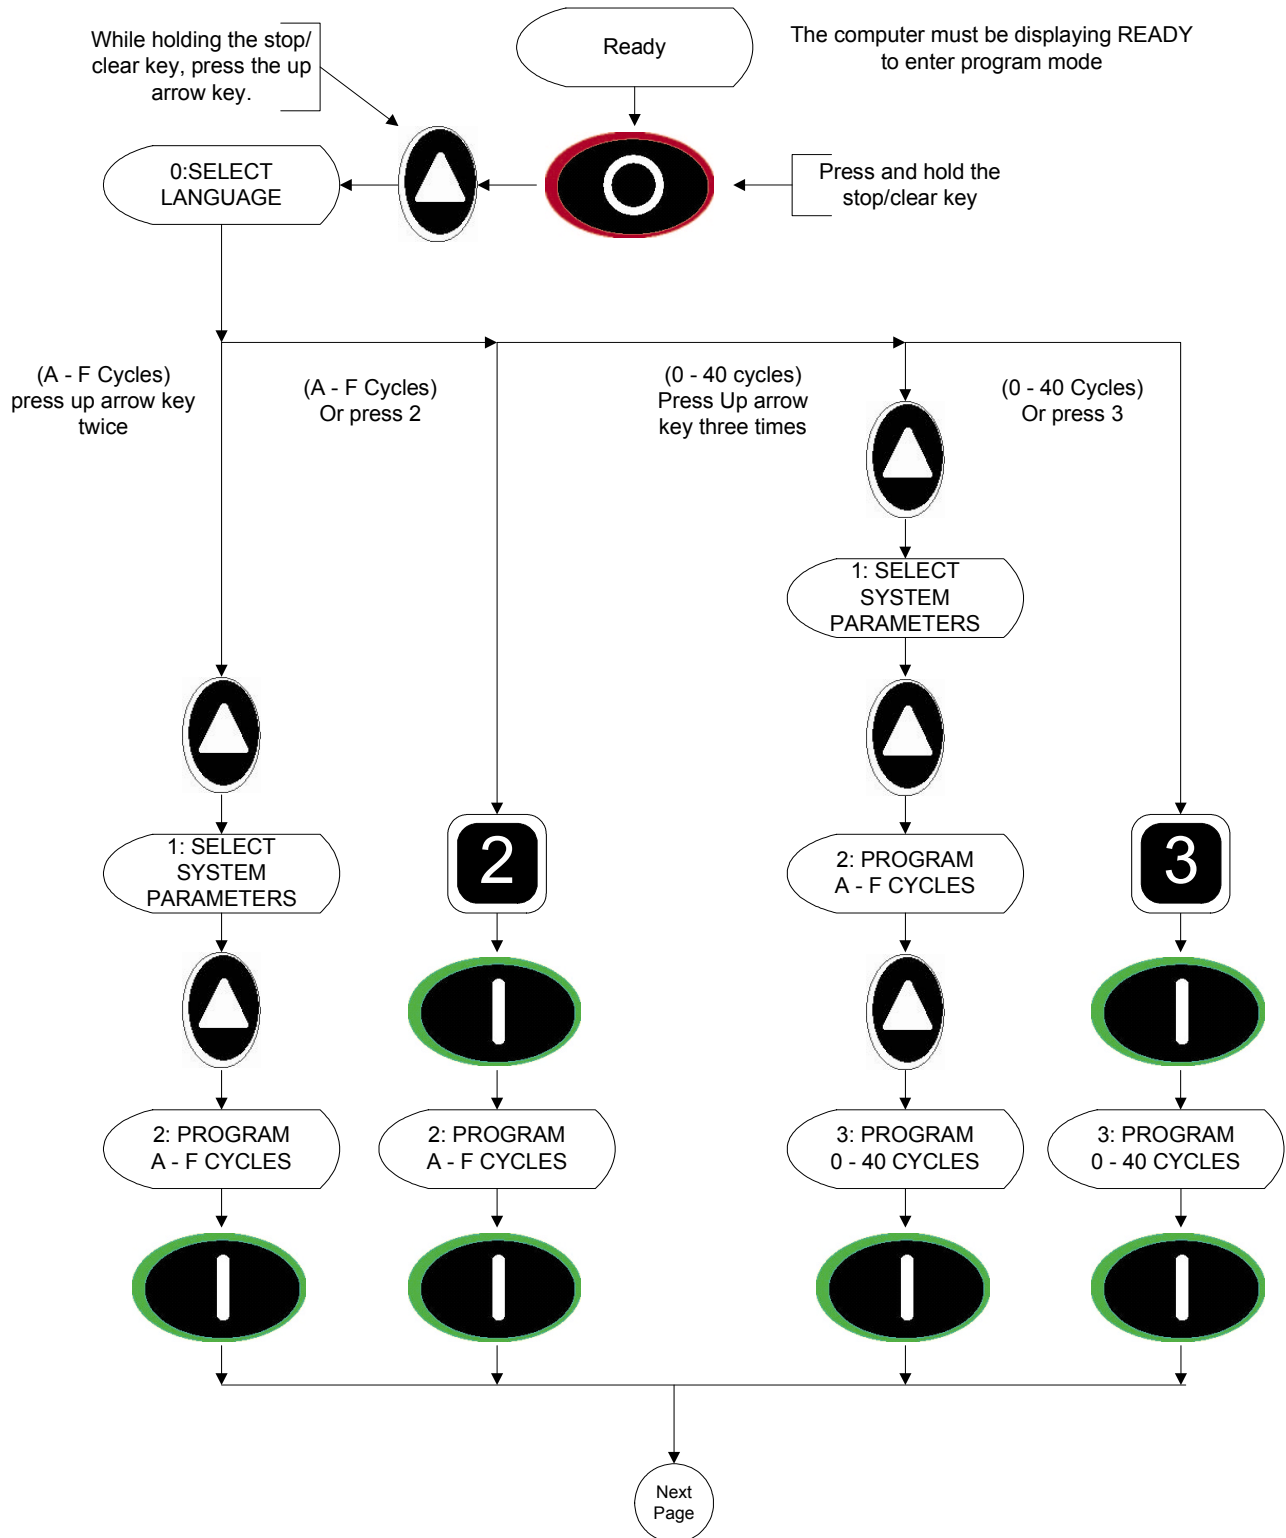 While holding the stop/
clear key, press the up
arrow key.
Ready
The computer must be displaying READY
to enter program mode
0:SELECT
LANGUAGE
Press and hold the
stop/clear key
(A - F Cycles)
press up arrow key
twice
(A - F Cycles)
Or press 2
(0 - 40 cycles)
Press Up arrow
key three times
(0 - 40 Cycles)
Or press 3
1: SELECT
SYSTEM
PARAMETERS
1: SELECT
SYSTEM
PARAMETERS
2
2: PROGRAM
A - F CYCLES
3
2: PROGRAM
A - F CYCLES
2: PROGRAM
A - F CYCLES
3: PROGRAM
0 - 40 CYCLES
3: PROGRAM
0 - 40 CYCLES
Next
Page